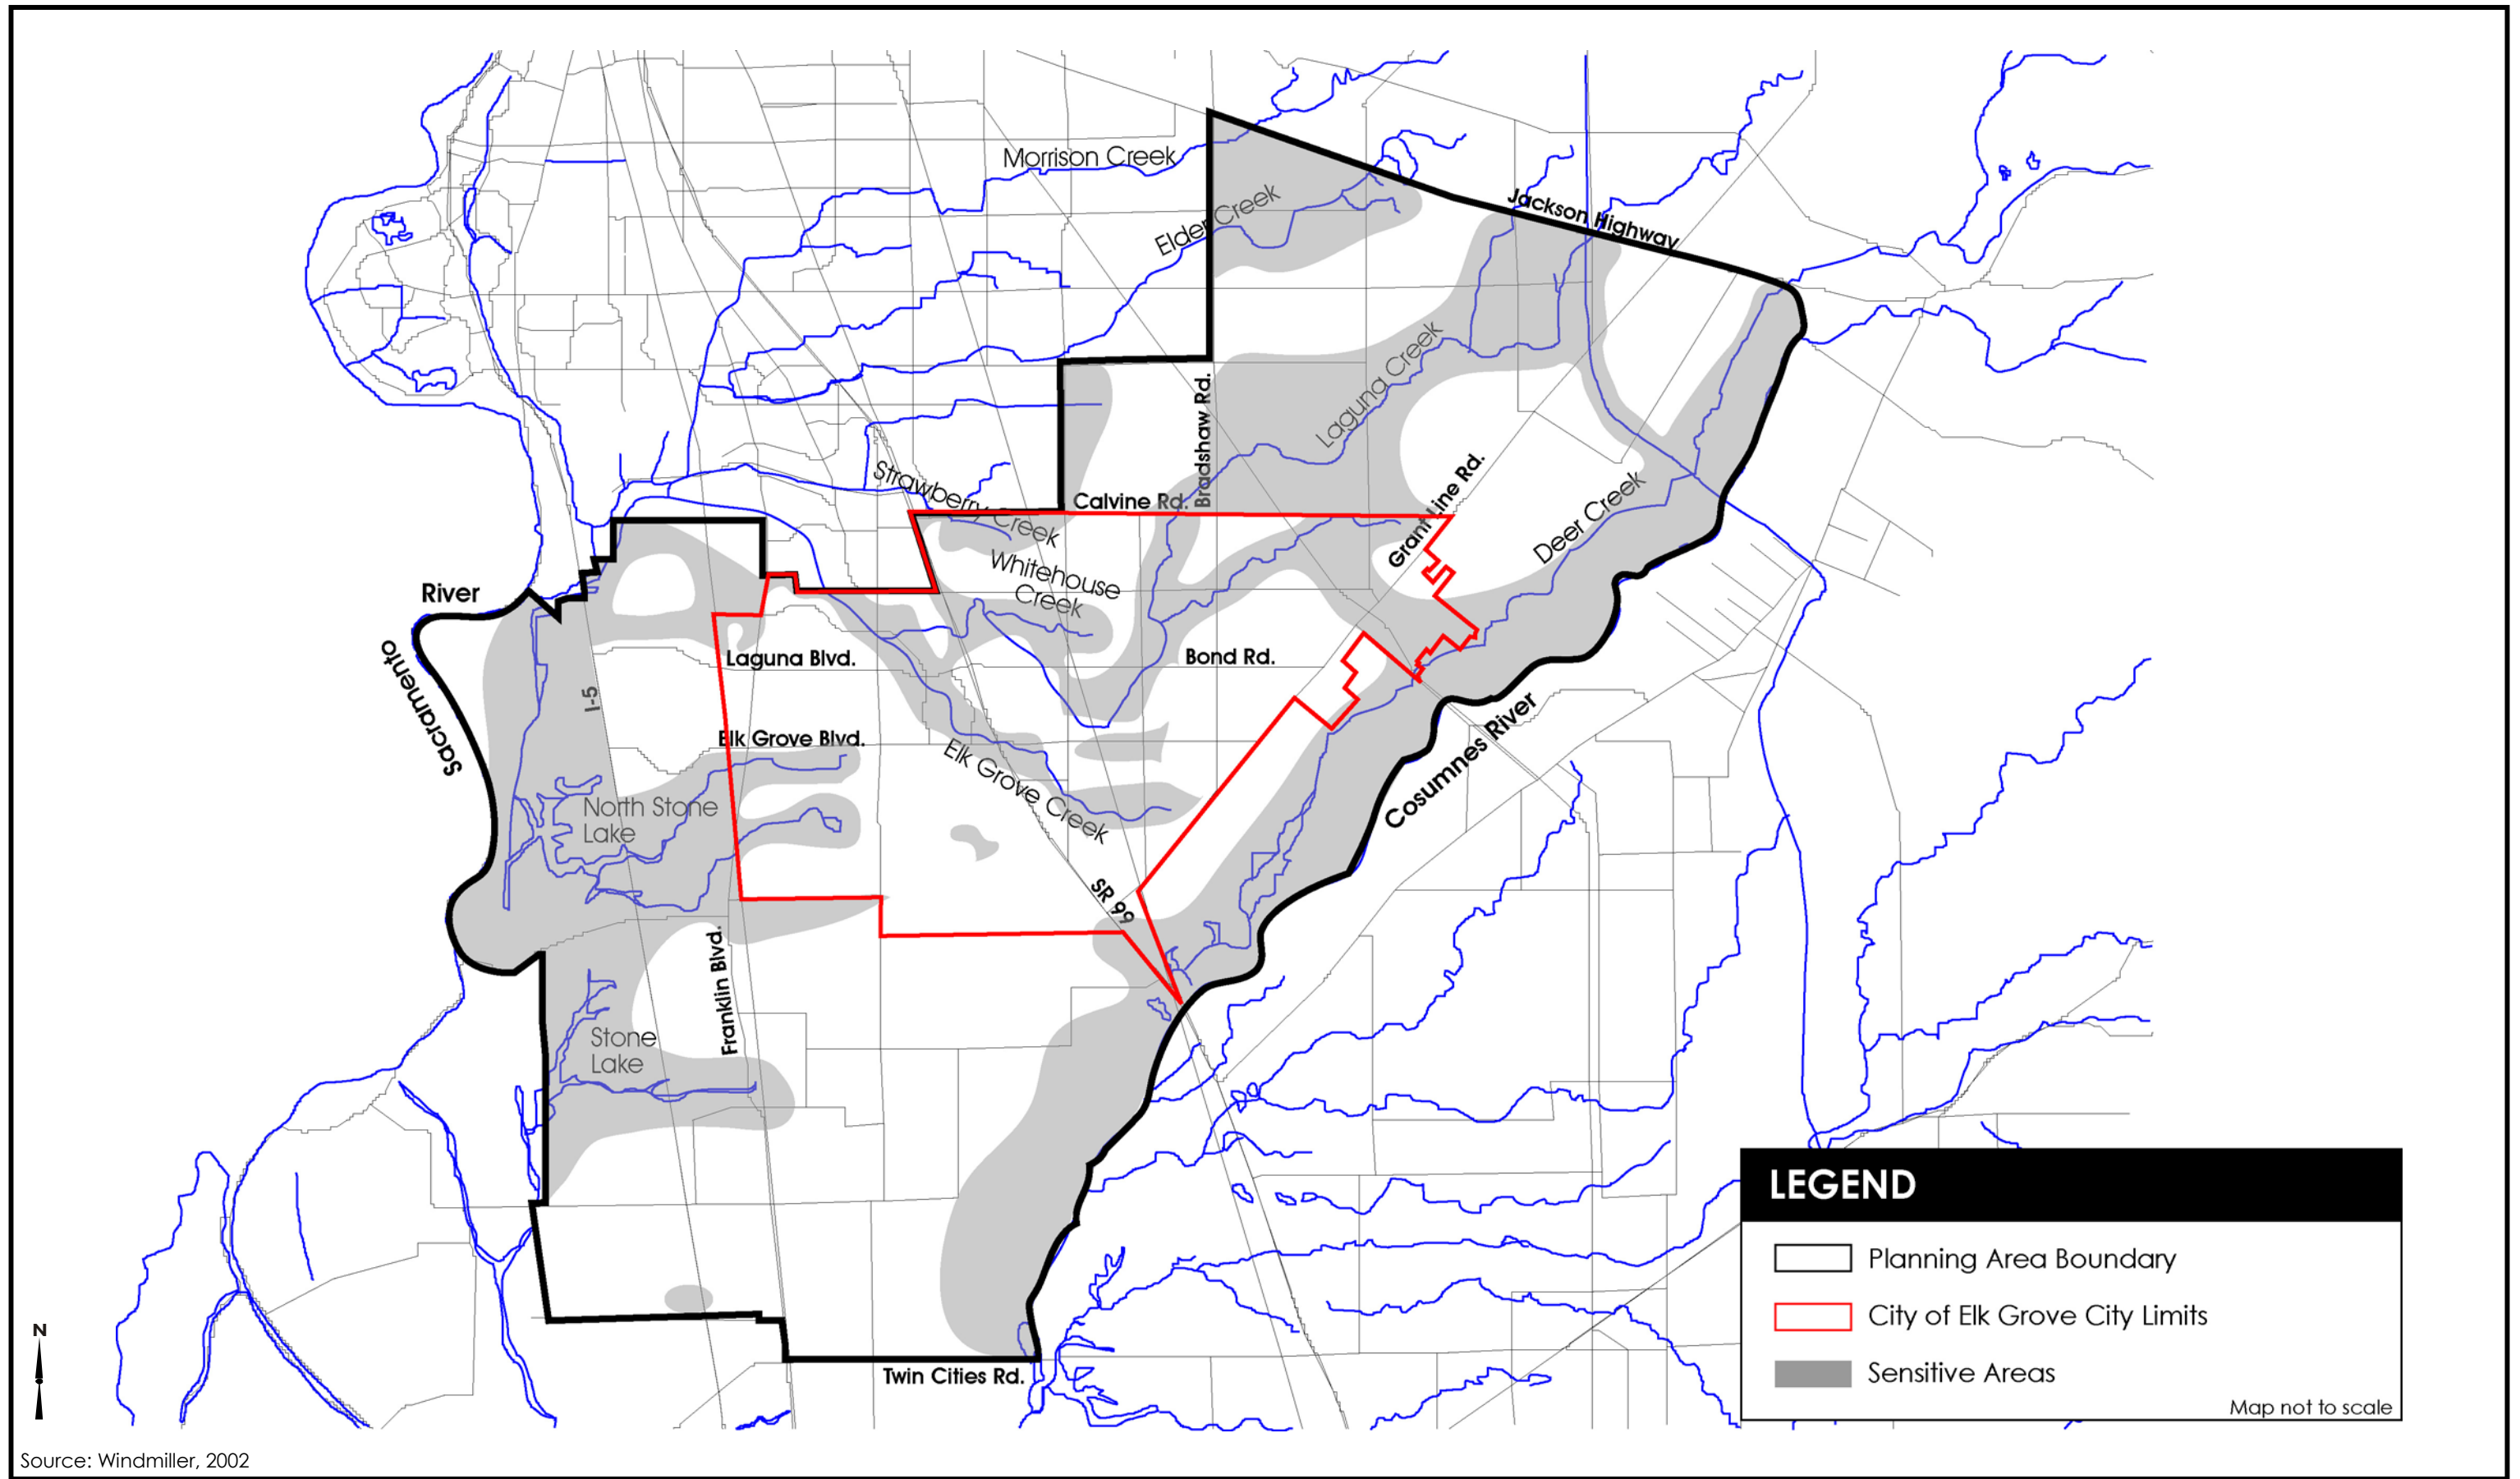 Morrison Creek
Elder Creek
Jackson Highway
Laguna Creek
Bradshaw Rd.
Strawberry Creek
Calvine Rd.
Grant Line Rd.
Deer Creek
Whitehouse
Creek
River
Sacramento
Laguna Blvd.
Bond Rd.
I-5
Elk Grove Blvd.
Elk Grove Creek
Cosumnes River
North Stone
Lake
SR 99
Franklin Blvd.
Stone
Lake
Twin Cities Rd.
N
LEGEND
Planning Area Boundary
City of Elk Grove City Limits
Sensitive Areas
Map not to scale
Source: Windmiller, 2002